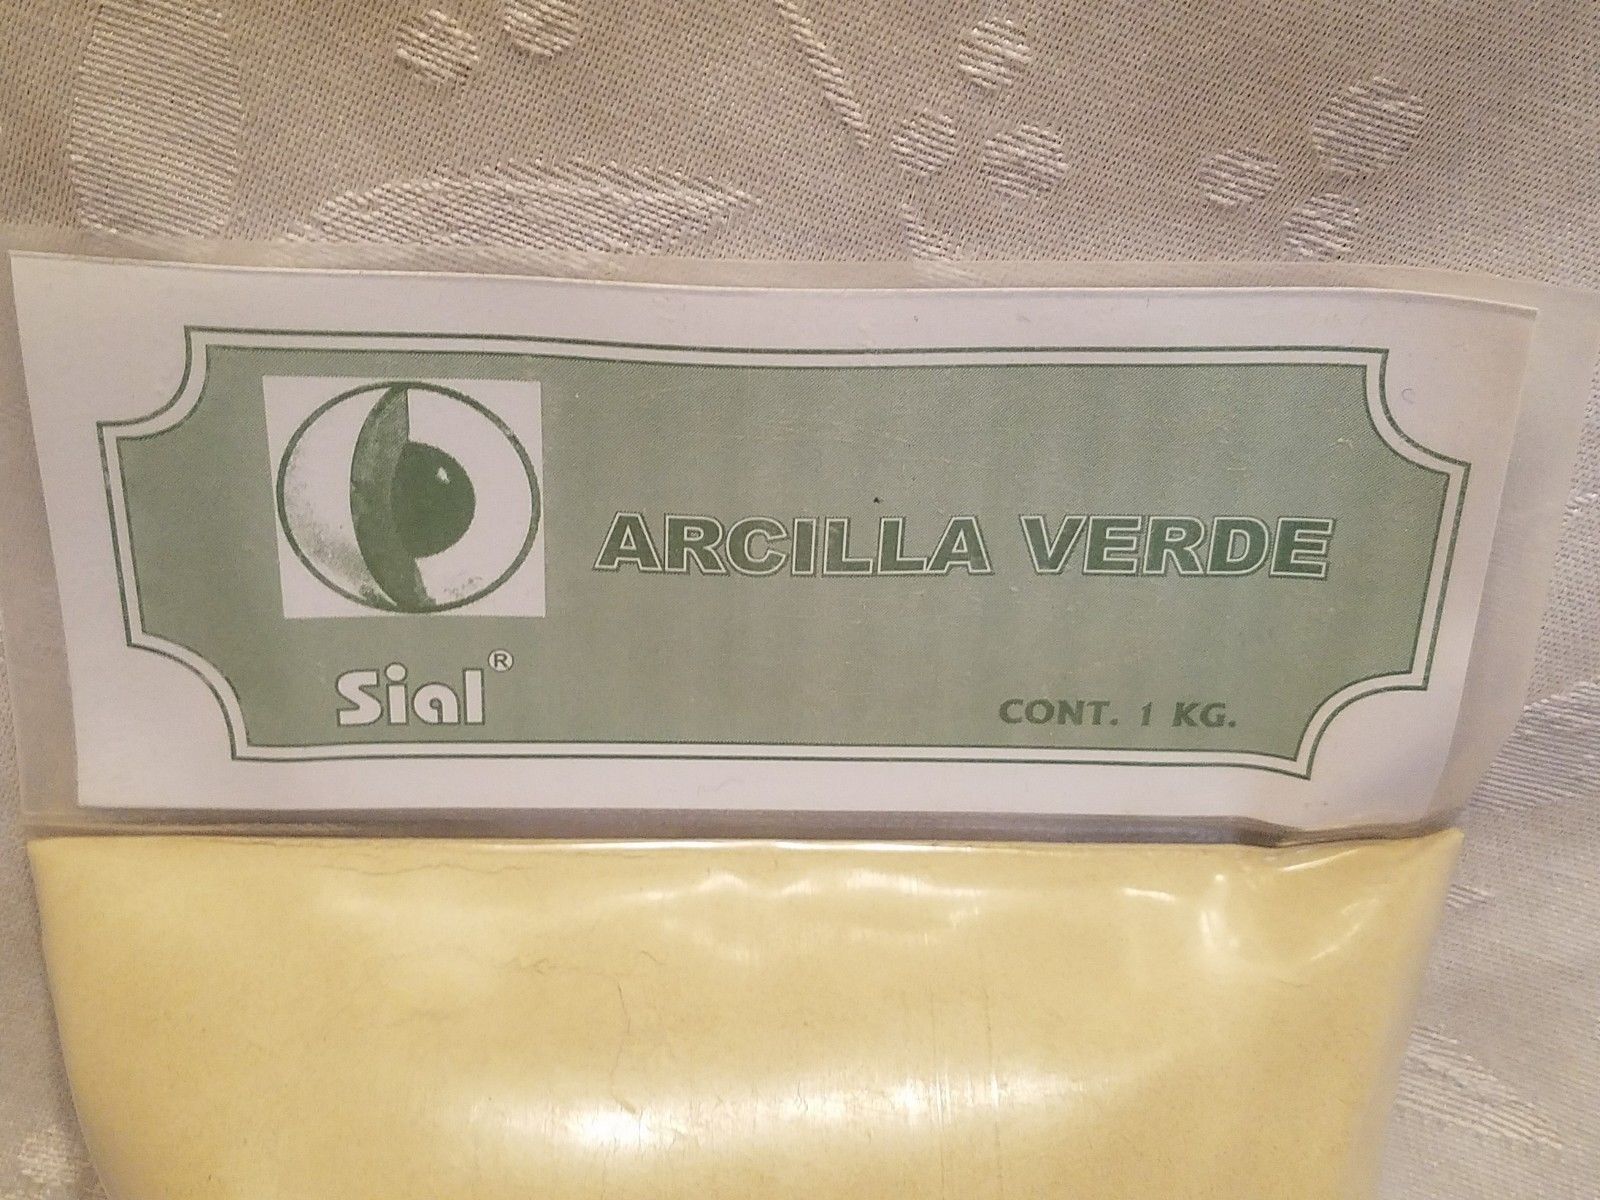 ARCILLA VERDE
Sial®
CONT. 1 KG.